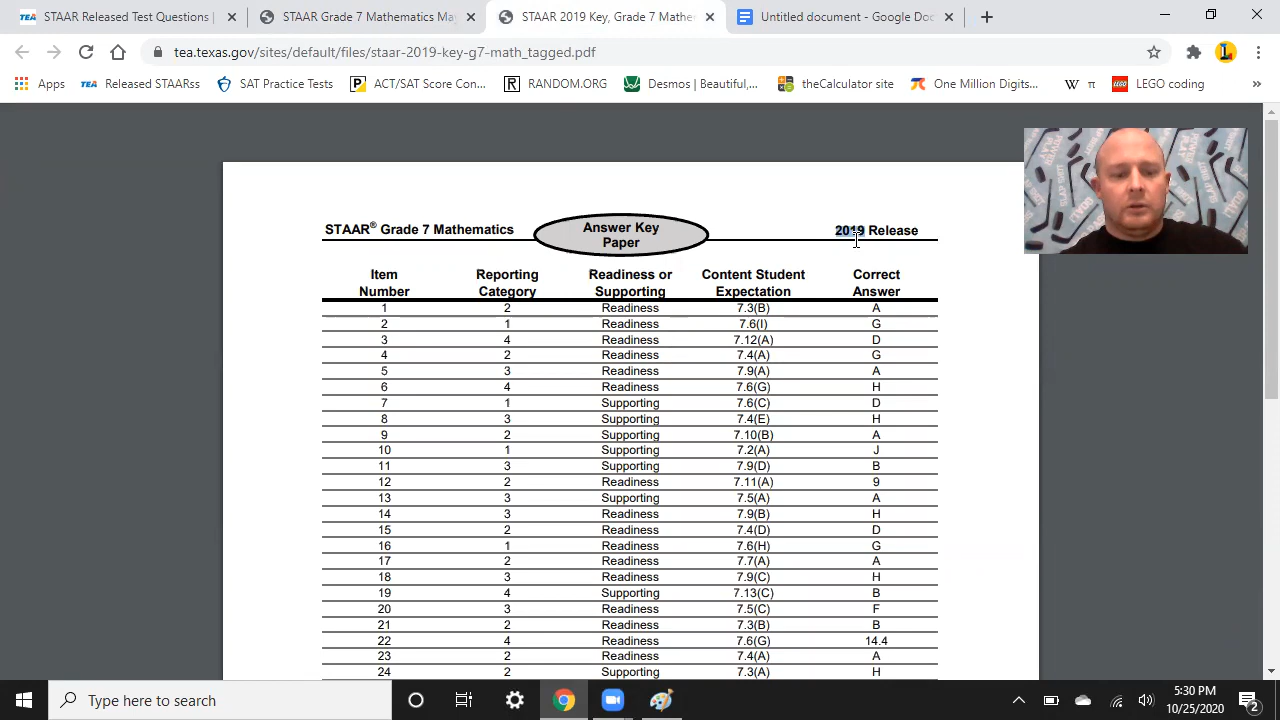 TEA STAAR Released Test Questions
STAAR Grade 7 Mathematics Ma
STAAR 2019 Key, Grade 7 Mathe
Untitled document - Google Doc
tea.texas.gov/sites/default/files/staar-2019-key-g7-math.tagged.pdf
Apps
TEA Released STAARss
SAT Practice Tests
P ACT/SAT Score Con...
R RANDOM.ORG
Desmos | Beautiful,...
theCalculator site
One Million Digits...
W π
LEGO LEGO coding
»
STAAR® Grade 7 Mathematics
Answer Key
Paper
2019 Release
Item Number Reporting Category Readiness or Supporting Content Student Expectation Correct Answer
1 2 Readiness 7.3(B) A
2 1 Readiness 7.6(I) G
3 4 Readiness 7.12(A) D
4 2 Readiness 7.4(A) G
5 3 Readiness 7.9(A) A
6 4 Readiness 7.6(G) H
7 1 Supporting 7.6(C) D
8 3 Supporting 7.4(E) H
9 2 Supporting 7.10(B) A
10 1 Supporting 7.2(A) J
11 3 Supporting 7.9(D) B
12 2 Readiness 7.11(A) 9
13 3 Supporting 7.5(A) A
14 3 Readiness 7.9(B) H
15 2 Readiness 7.4(D) D
16 1 Readiness 7.6(H) G
17 2 Readiness 7.7(A) A
18 3 Readiness 7.9(C) H
19 4 Supporting 7.13(C) B
20 3 Readiness 7.5(C) F
21 2 Readiness 7.3(B) B
22 4 Readiness 7.6(G) 14.4
23 2 Readiness 7.4(A) A
24 2 Supporting 7.3(A) H
Type here to search
5:30 PM
10/25/2020
2